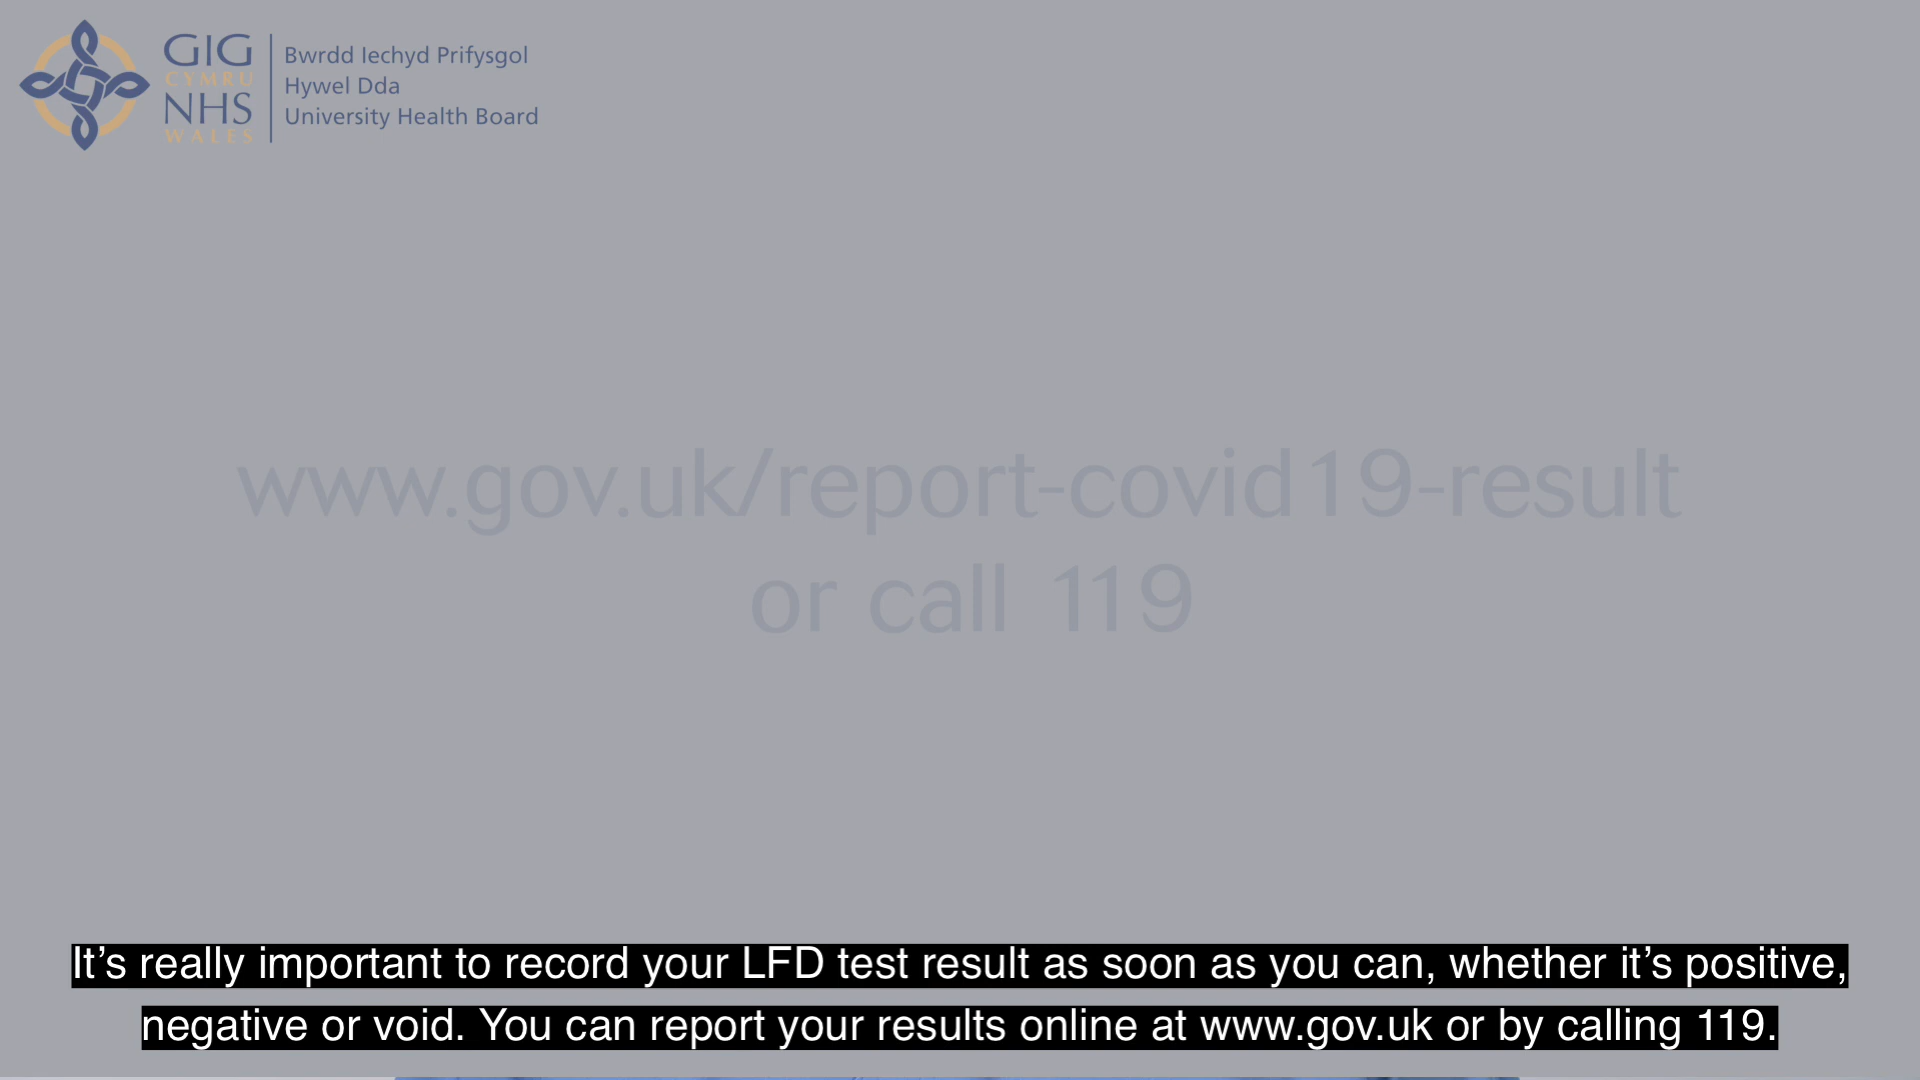 GIG
CYMRU
NHS
WALES
Bwrdd Iechyd Prifysgol
Hywel Dda
University Health Board
www.gov.uk/report-covid19-result
or call 119
It’s really important to record your LFD test result as soon as you can, whether it’s positive,
negative or void. You can report your results online at www.gov.uk or by calling 119.